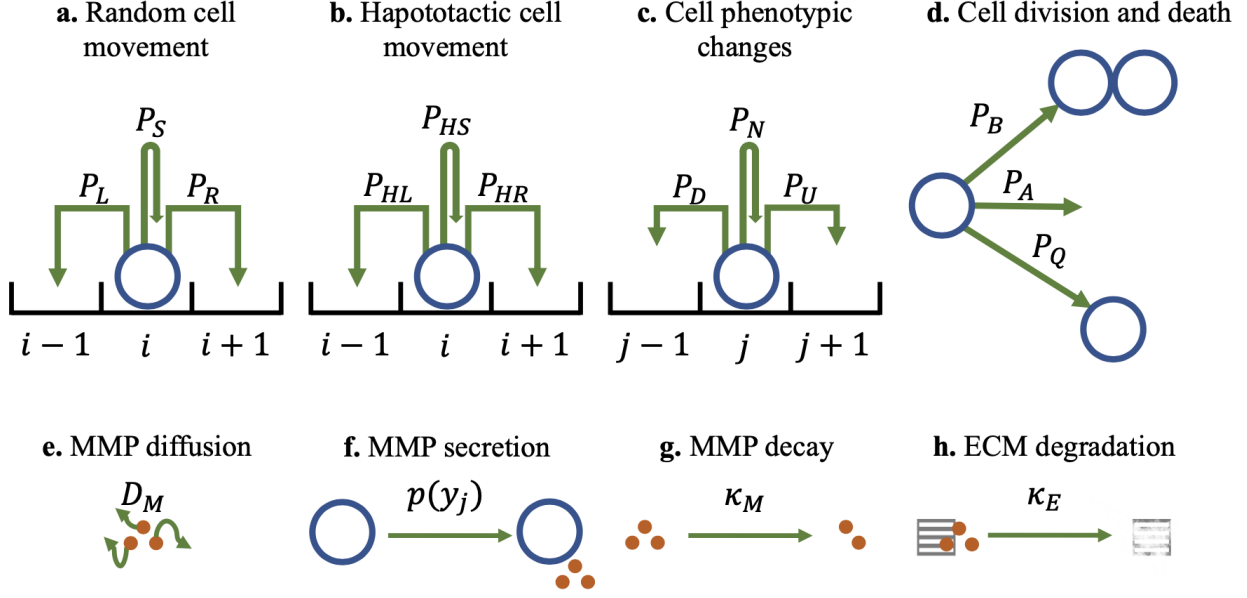 a. Random cell
movement
b. Hapototactic cell
movement
c. Cell phenotypic
changes
d. Cell division and death
P_S
P_L
P_R
i − 1
i
i + 1
P_HS
P_HL
P_HR
i − 1
i
i + 1
P_N
P_D
P_U
j − 1
j
j + 1
P_B
P_A
P_Q
e. MMP diffusion
D_M
f. MMP secretion
p(y_j)
g. MMP decay
κ_M
h. ECM degradation
κ_E